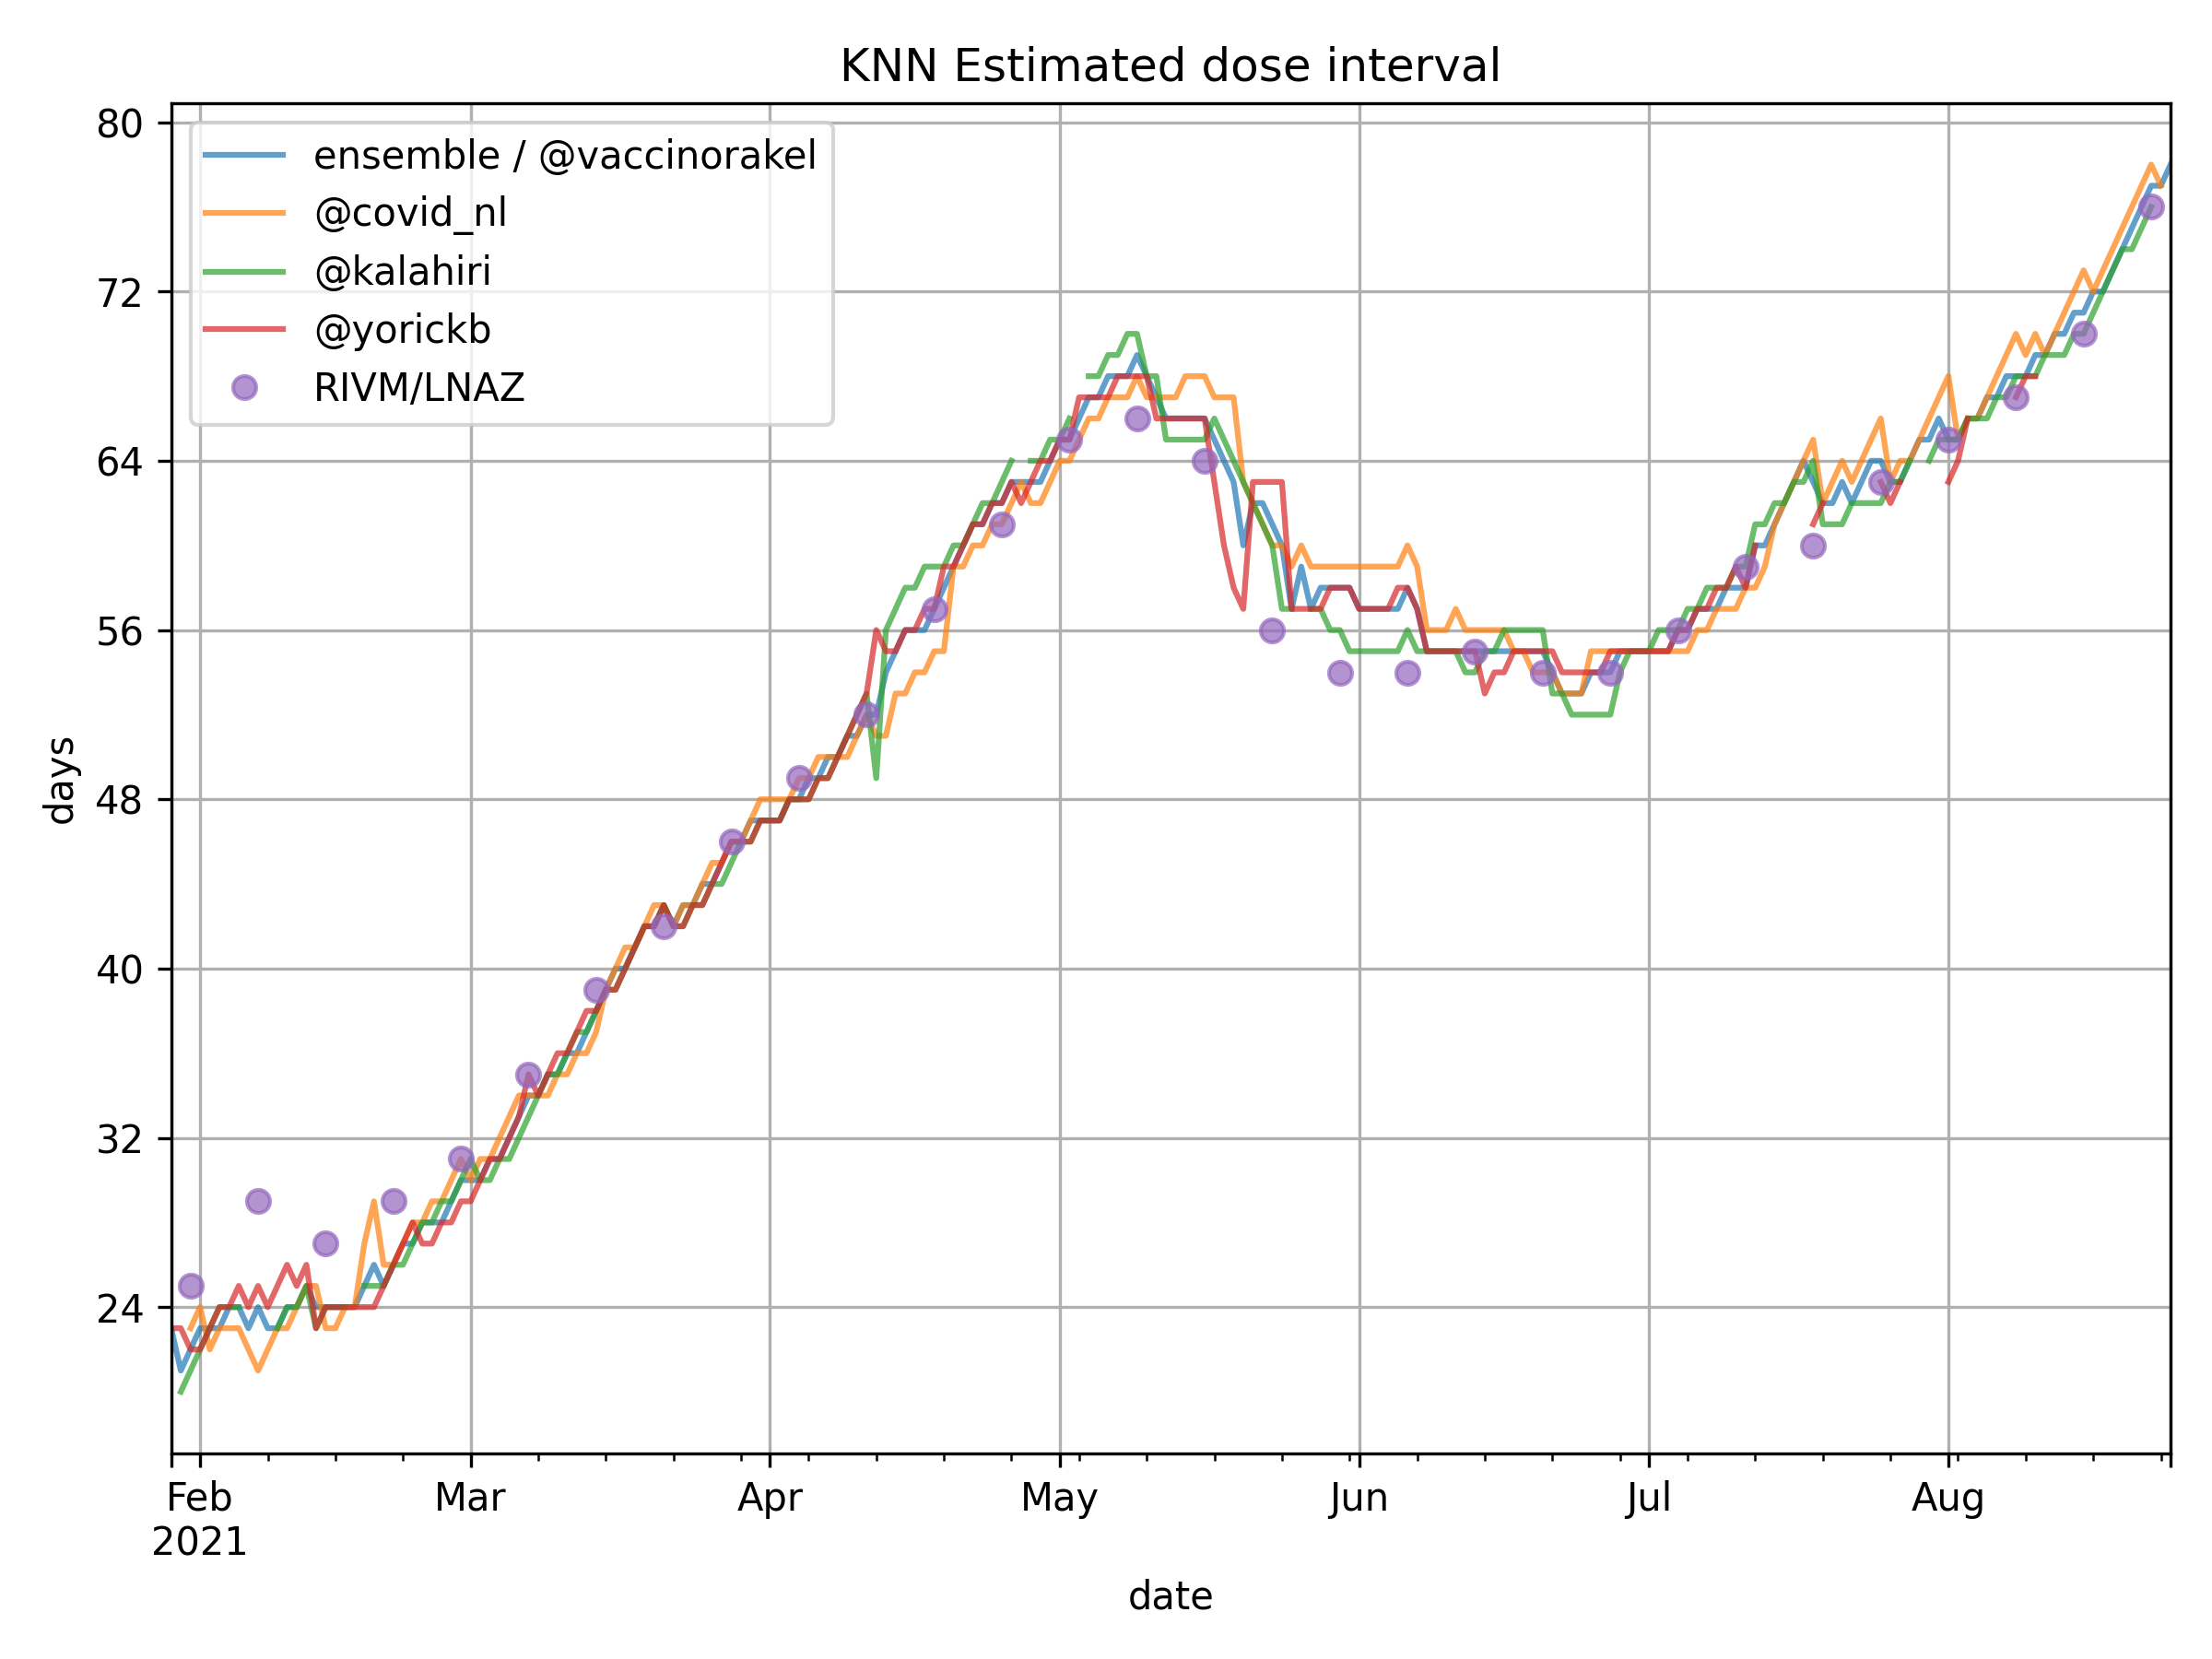 KNN Estimated dose interval
ensemble / @vaccinorakel
@covid_nl
@kalahiri
@yorickb
RIVM/LNAZ
80
72
64
56
48
40
32
24
days
Feb Mar Apr May Jun Jul Aug
2021
date